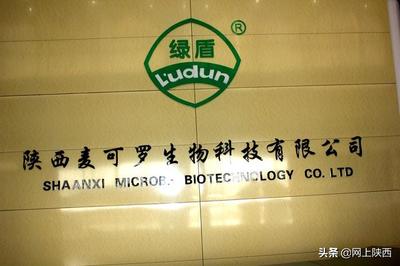 绿盾
®
Ludun
陕西麦可罗生物科技有限公司
SHAANXI MICROB. BIOTECHNOLOGY CO. LTD
头条 @网上陕西